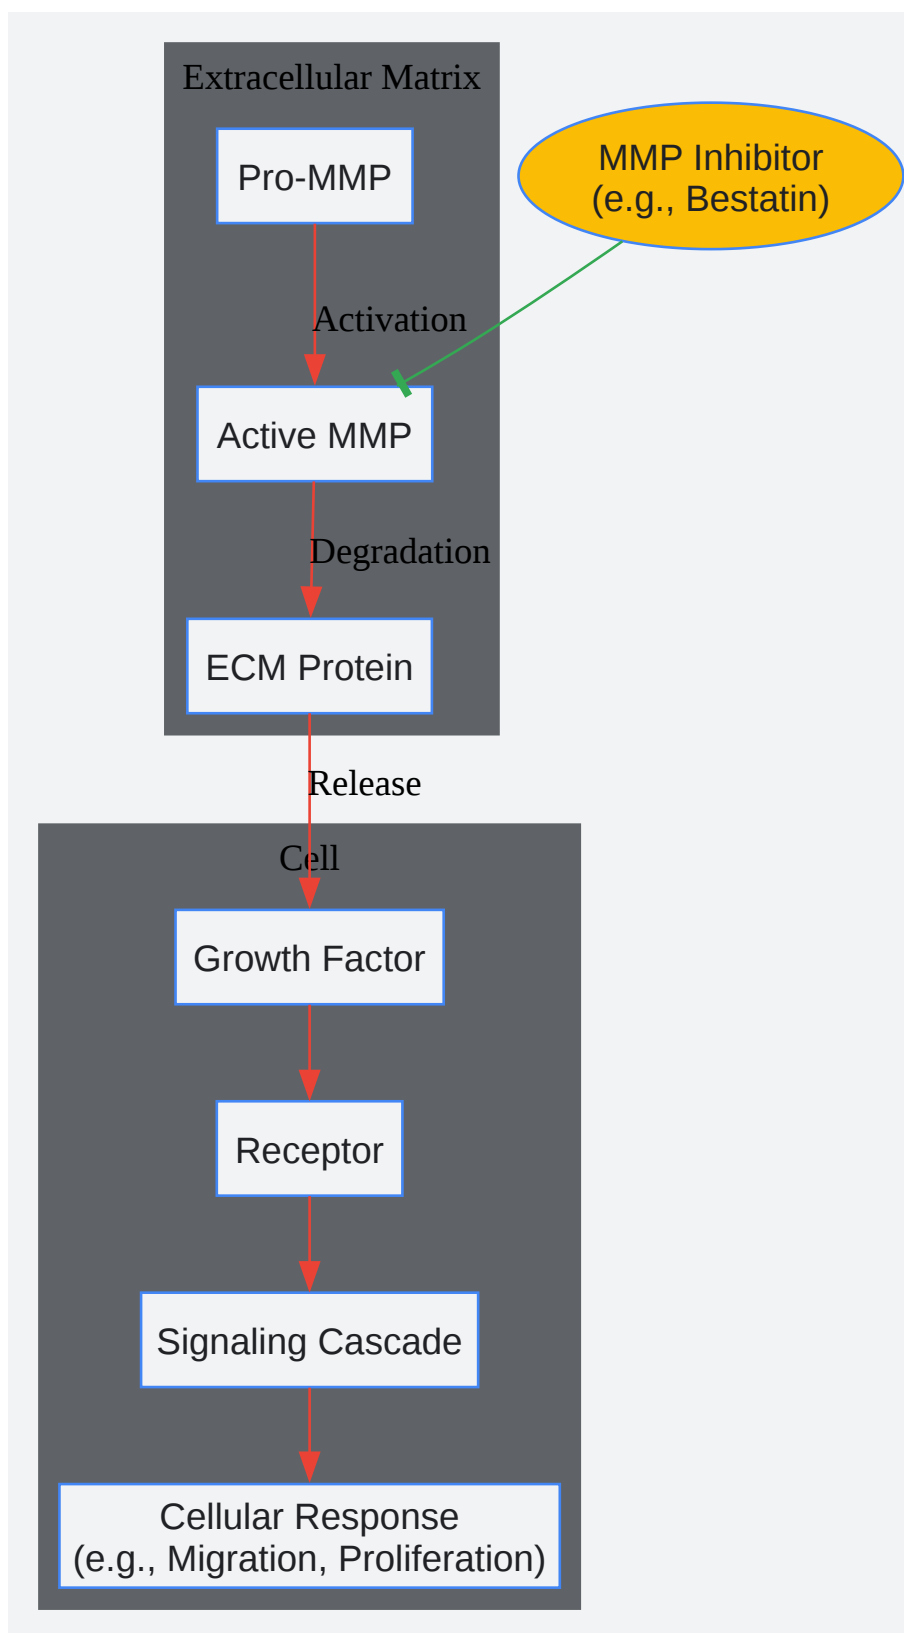 Extracellular Matrix
Pro-MMP
MMP Inhibitor
(e.g., Bestatin)
Activation
Active MMP
Degradation
ECM Protein
Release
Cell
Growth Factor
Receptor
Signaling Cascade
Cellular Response
(e.g., Migration, Proliferation)